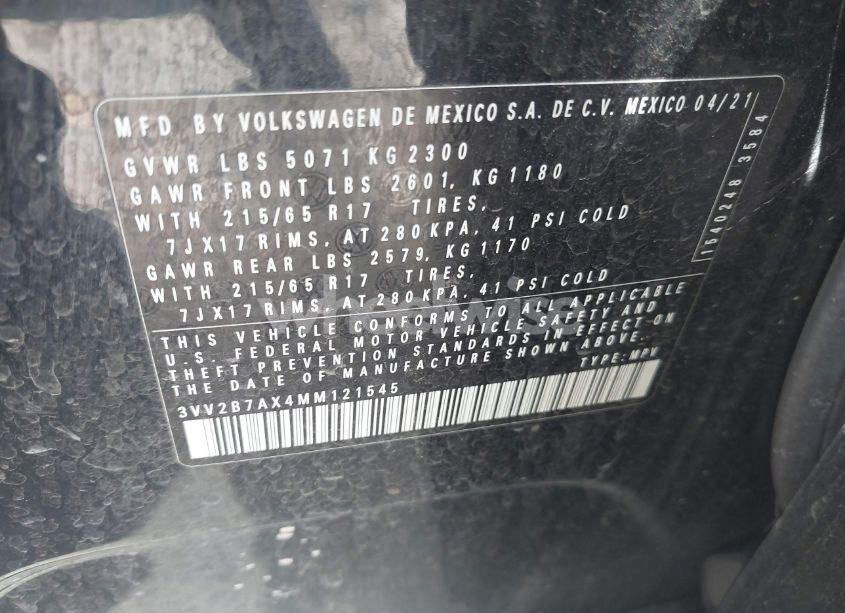 MFD BY VOLKSWAGEN DE MEXICO S.A. DE C.V. MEXICO 04/21
GVWR LBS 5071 KG 2300
GAWR FRONT LBS 2601, KG 1180
WITH 215/65 R17 TIRES,
7JX17 RIMS, AT 280 KPA, 41 PSI COLD
GAWR REAR LBS 2579, KG 1170
WITH 215/65 R17 TIRES,
7JX17 RIMS, AT 280 KPA, 41 PSI COLD
THIS VEHICLE CONFORMS TO ALL APPLICABLE
U.S. FEDERAL MOTOR VEHICLE SAFETY AND
THEFT PREVENTION STANDARDS IN EFFECT ON
THE DATE OF MANUFACTURE SHOWN ABOVE.
TYPE: MPV
3VV2B7AX4MM121545
1640248 3584